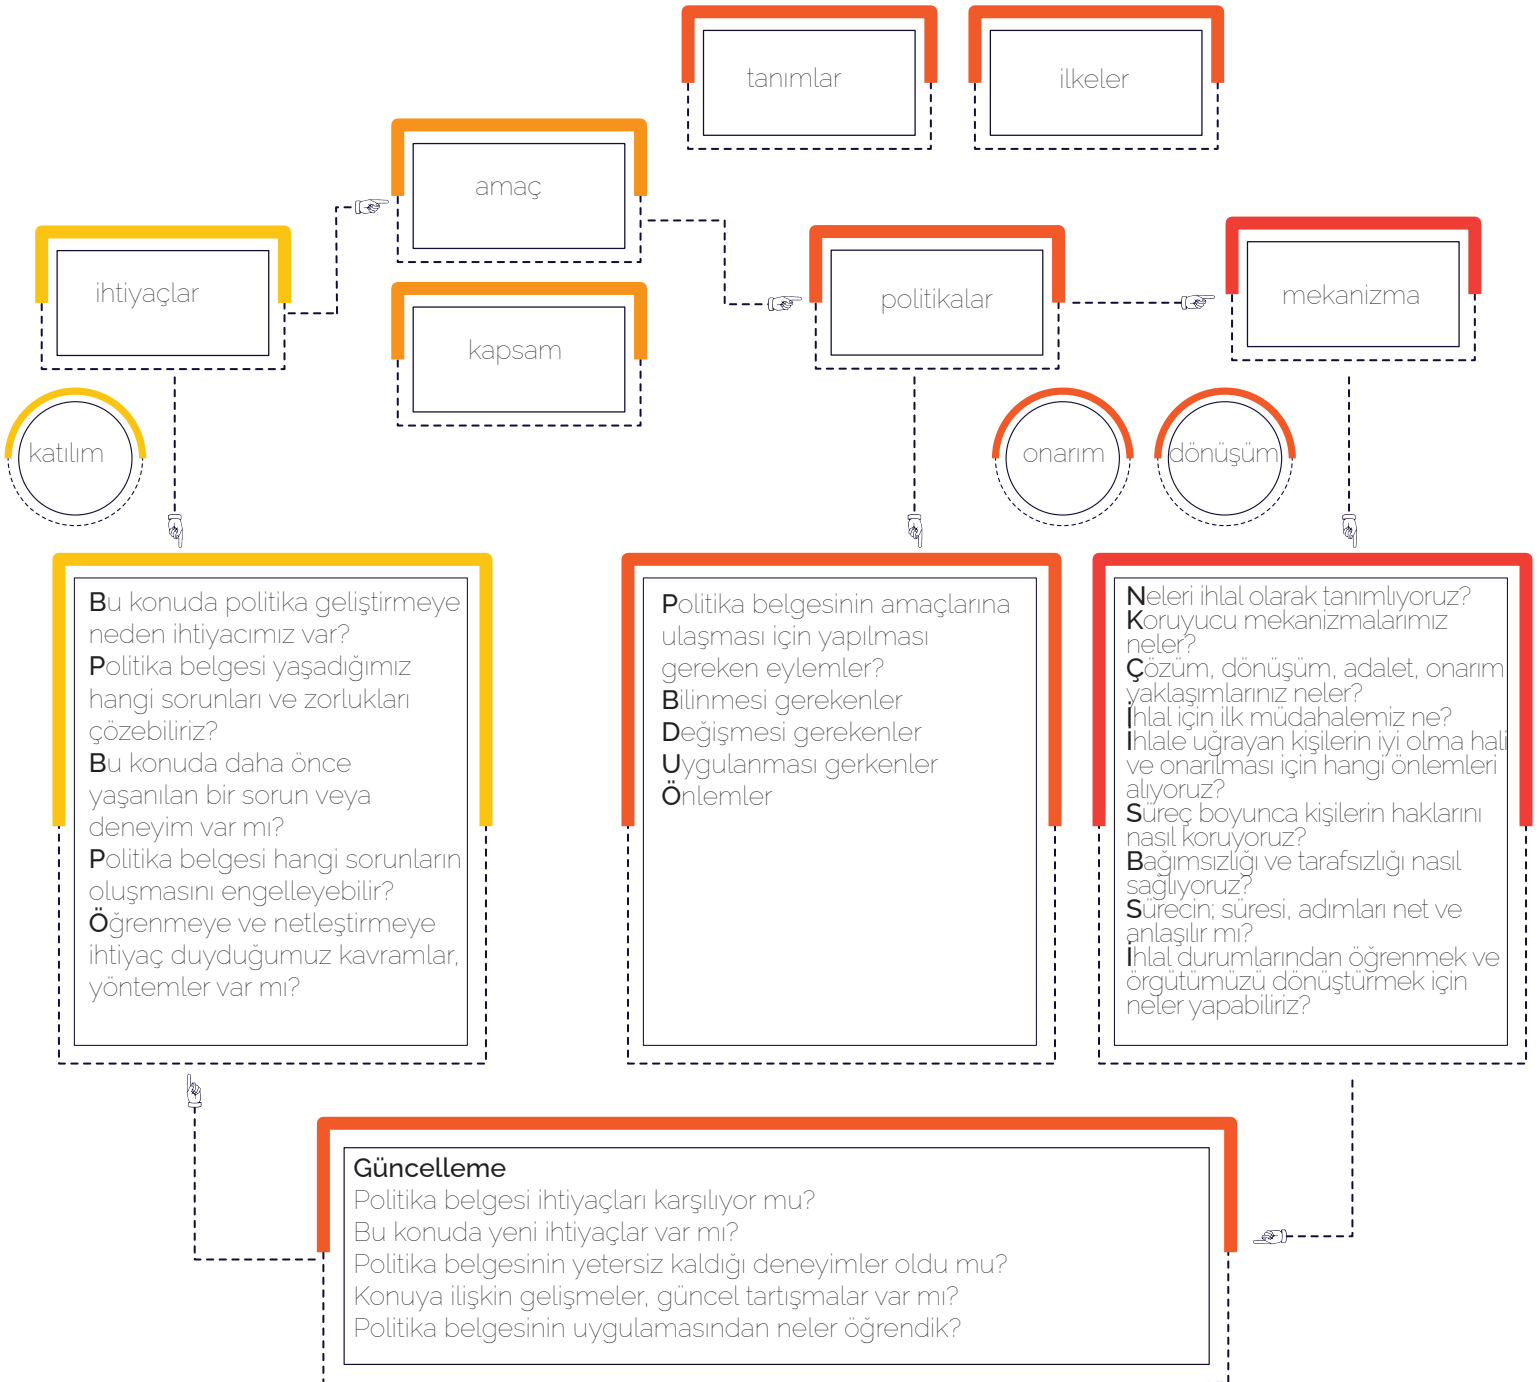 tanımlar
ilkeler
amaç
ihtiyaçlar
politikalar
mekanizma
kapsam
katılım
onarım
dönüşüm
Bu konuda politika geliştirmeye
neden ihtiyacımız var?
Politika belgesi yaşadığımız
hangi sorunları ve zorlukları
çözebiliriz?
Bu konuda daha önce
yaşanılan bir sorun veya
deneyim var mı?
Politika belgesi hangi sorunların
oluşmasını engelleyebilir?
Öğrenmeye ve netleştirmeye
ihtiyaç duyduğumuz kavramlar,
yöntemler var mı?
Politika belgesinin amaçlarına
ulaşması için yapılması
gereken eylemler?
Bilinmesi gerekenler
Değişmesi gerekenler
Uygulanması gerkenler
Önlemler
Neleri ihlal olarak tanımlıyoruz?
Koruyucu mekanizmalarımız
neler?
Çözüm, dönüşüm, adalet, onarım
yaklaşımlarınız neler?
İhlal için ilk müdahalemiz ne?
İhlale uğrayan kişilerin iyi olma hali
ve onarılması için hangi önlemleri
alıyoruz?
Süreç boyunca kişilerin haklarını
nasıl koruyoruz?
Bağımsızlığı ve tarafsızlığı nasıl
sağlıyoruz?
Sürecin; süresi, adımları net ve
anlaşılır mı?
İhlal durumlarından öğrenmek ve
örgütümüzü dönüştürmek için
neler yapabiliriz?
Güncelleme
Politika belgesi ihtiyaçları karşılıyor mu?
Bu konuda yeni ihtiyaçlar var mı?
Politika belgesinin yetersiz kaldığı deneyimler oldu mu?
Konuya ilişkin gelişmeler, güncel tartışmalar var mı?
Politika belgesinin uygulamasından neler öğrendik?